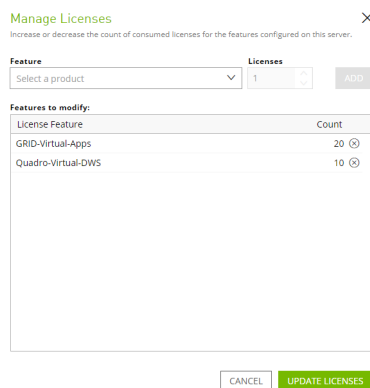 Manage Licenses
Increase or decrease the count of consumed licenses for the features configured on this server.
Feature Licenses
Select a product 1 ADD
Features to modify:
License Feature Count
GRID-Virtual-Apps 20
Quadro-Virtual-DWS 10
CANCEL UPDATE LICENSES